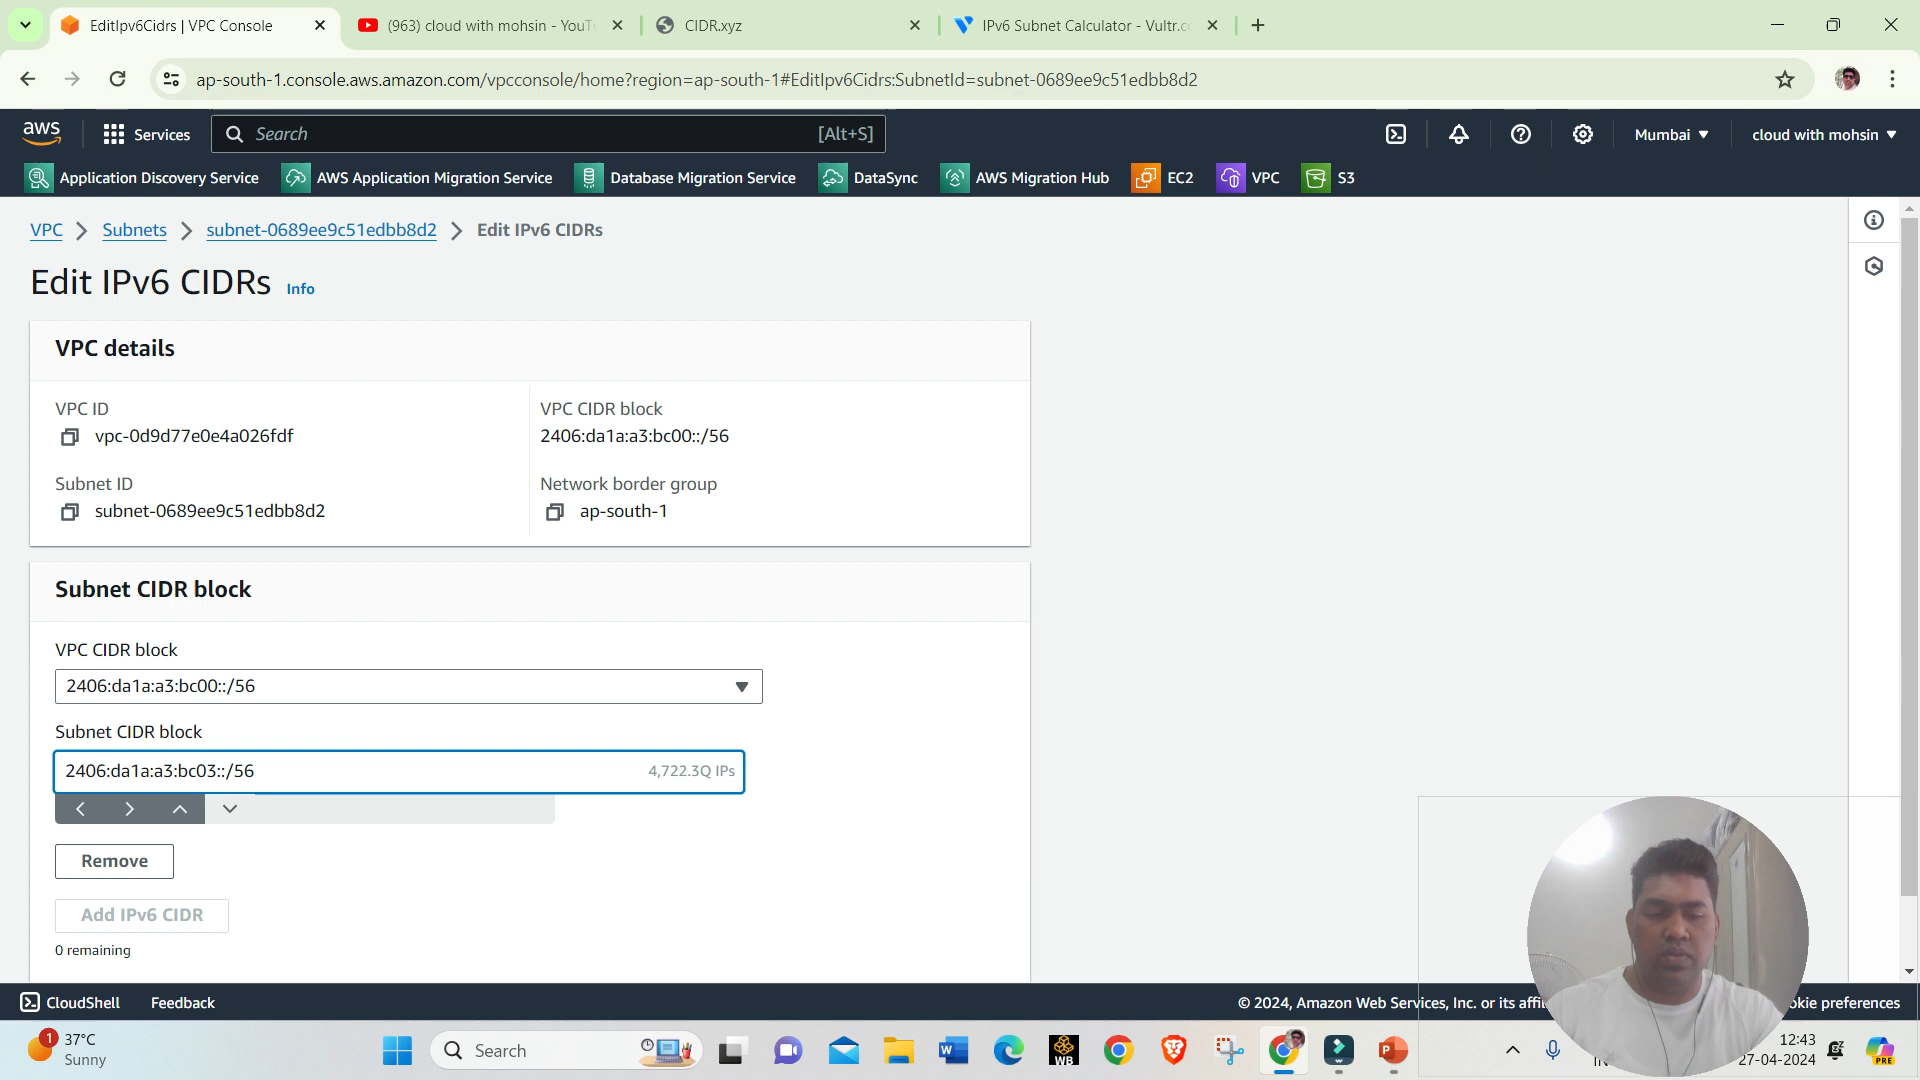 EditIpv6Cidrs | VPC Console
(963) cloud with mohsin - YouTu
CIDR.xyz
IPv6 Subnet Calculator - Vultr.co
ap-south-1.console.aws.amazon.com/vpcconsole/home?region=ap-south-1#EditIpv6Cidrs:SubnetId=subnet-0689ee9c51edbb8d2
aws
Services
Search
[Alt+S]
Mumbai
cloud with mohsin
Application Discovery Service
AWS Application Migration Service
Database Migration Service
DataSync
AWS Migration Hub
EC2
VPC
S3
VPC
Subnets
subnet-0689ee9c51edbb8d2
Edit IPv6 CIDRs
Edit IPv6 CIDRs
Info
VPC details
VPC ID
vpc-0d9d77e0e4a026fdf
VPC CIDR block
2406:da1a:a3:bc00::/56
Subnet ID
subnet-0689ee9c51edbb8d2
Network border group
ap-south-1
Subnet CIDR block
VPC CIDR block
2406:da1a:a3:bc00::/56
Subnet CIDR block
2406:da1a:a3:bc03::/56
4,722.3Q IPs
Remove
Add IPv6 CIDR
0 remaining
CloudShell
Feedback
© 2024, Amazon Web Services, Inc. or its affil
okie preferences
1
37°C
Sunny
Search
WB
12:43
27-04-2024
PRE